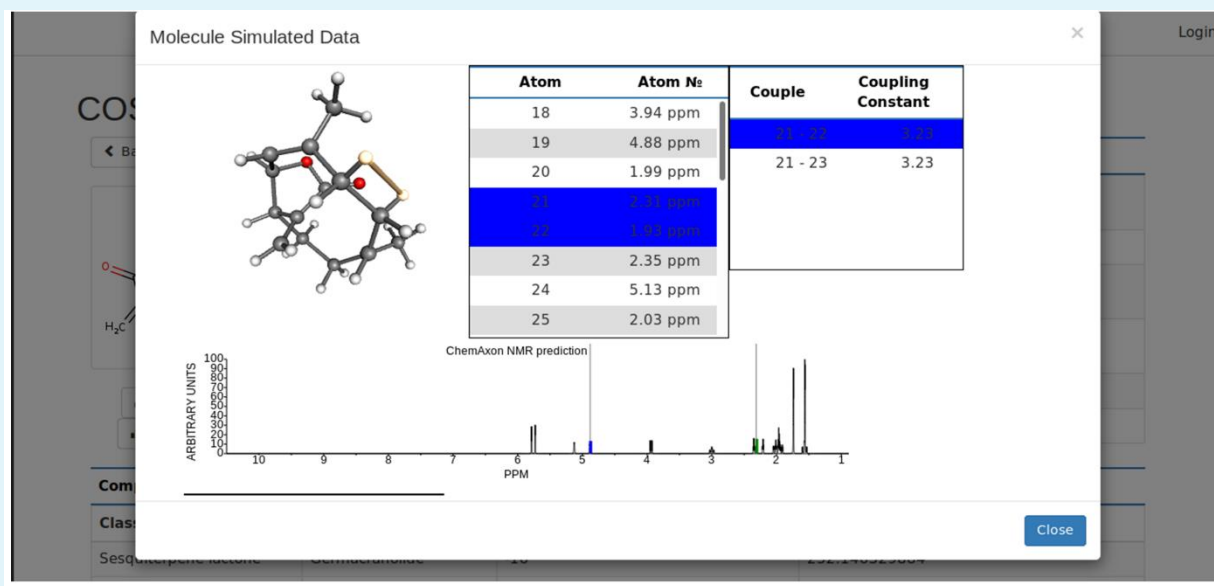 Molecule Simulated Data
×
Login
COS
Ba
O
H₂C
Atom Atom №
18 3.94 ppm
19 4.88 ppm
20 1.99 ppm
21 2.31 ppm
22 1.93 ppm
23 2.35 ppm
24 5.13 ppm
25 2.03 ppm
Couple Coupling Constant
21 - 22 3.23
21 - 23 3.23
ChemAxon NMR prediction
ARBITRARY UNITS
100
90
80
70
60
50
40
30
20
10
0
10 9 8 7 6 5 4 3 2 1
PPM
Close
Com
Clas
Sesquiterpene lactone Germacranolide